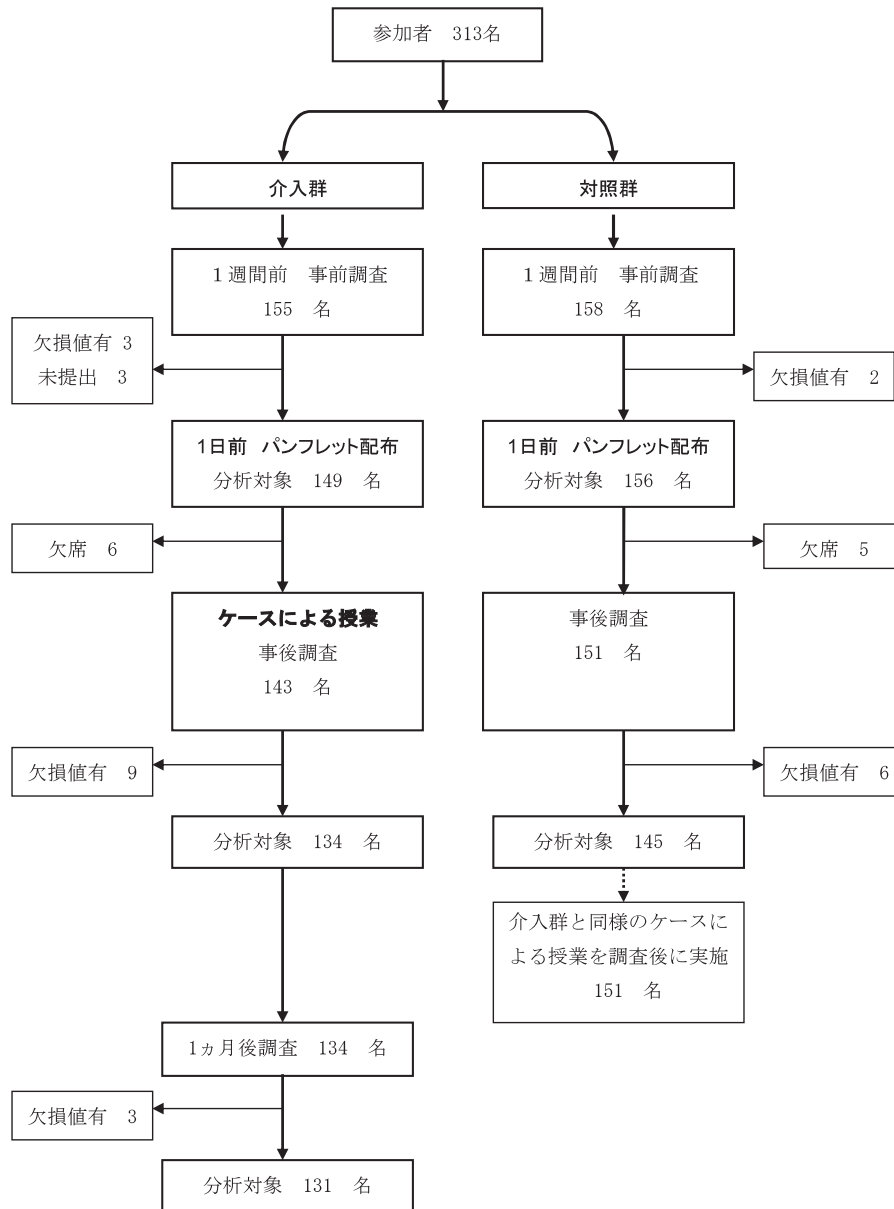 参加者　313名
介入群
対照群
１週間前　事前調査
155　名
１週間前　事前調査
158　名
欠損値有 3
未提出　3
欠損値有　2
1日前　パンフレット配布
分析対象　149　名
1日前　パンフレット配布
分析対象　156　名
欠席　6
欠席　5
ケースによる授業
事後調査
143　名
事後調査
151　名
欠損値有　9
欠損値有　6
分析対象　134　名
分析対象　145　名
介入群と同様のケースに
よる授業を調査後に実施
151　名
1ヵ月後調査　134　名
欠損値有　3
分析対象　131　名